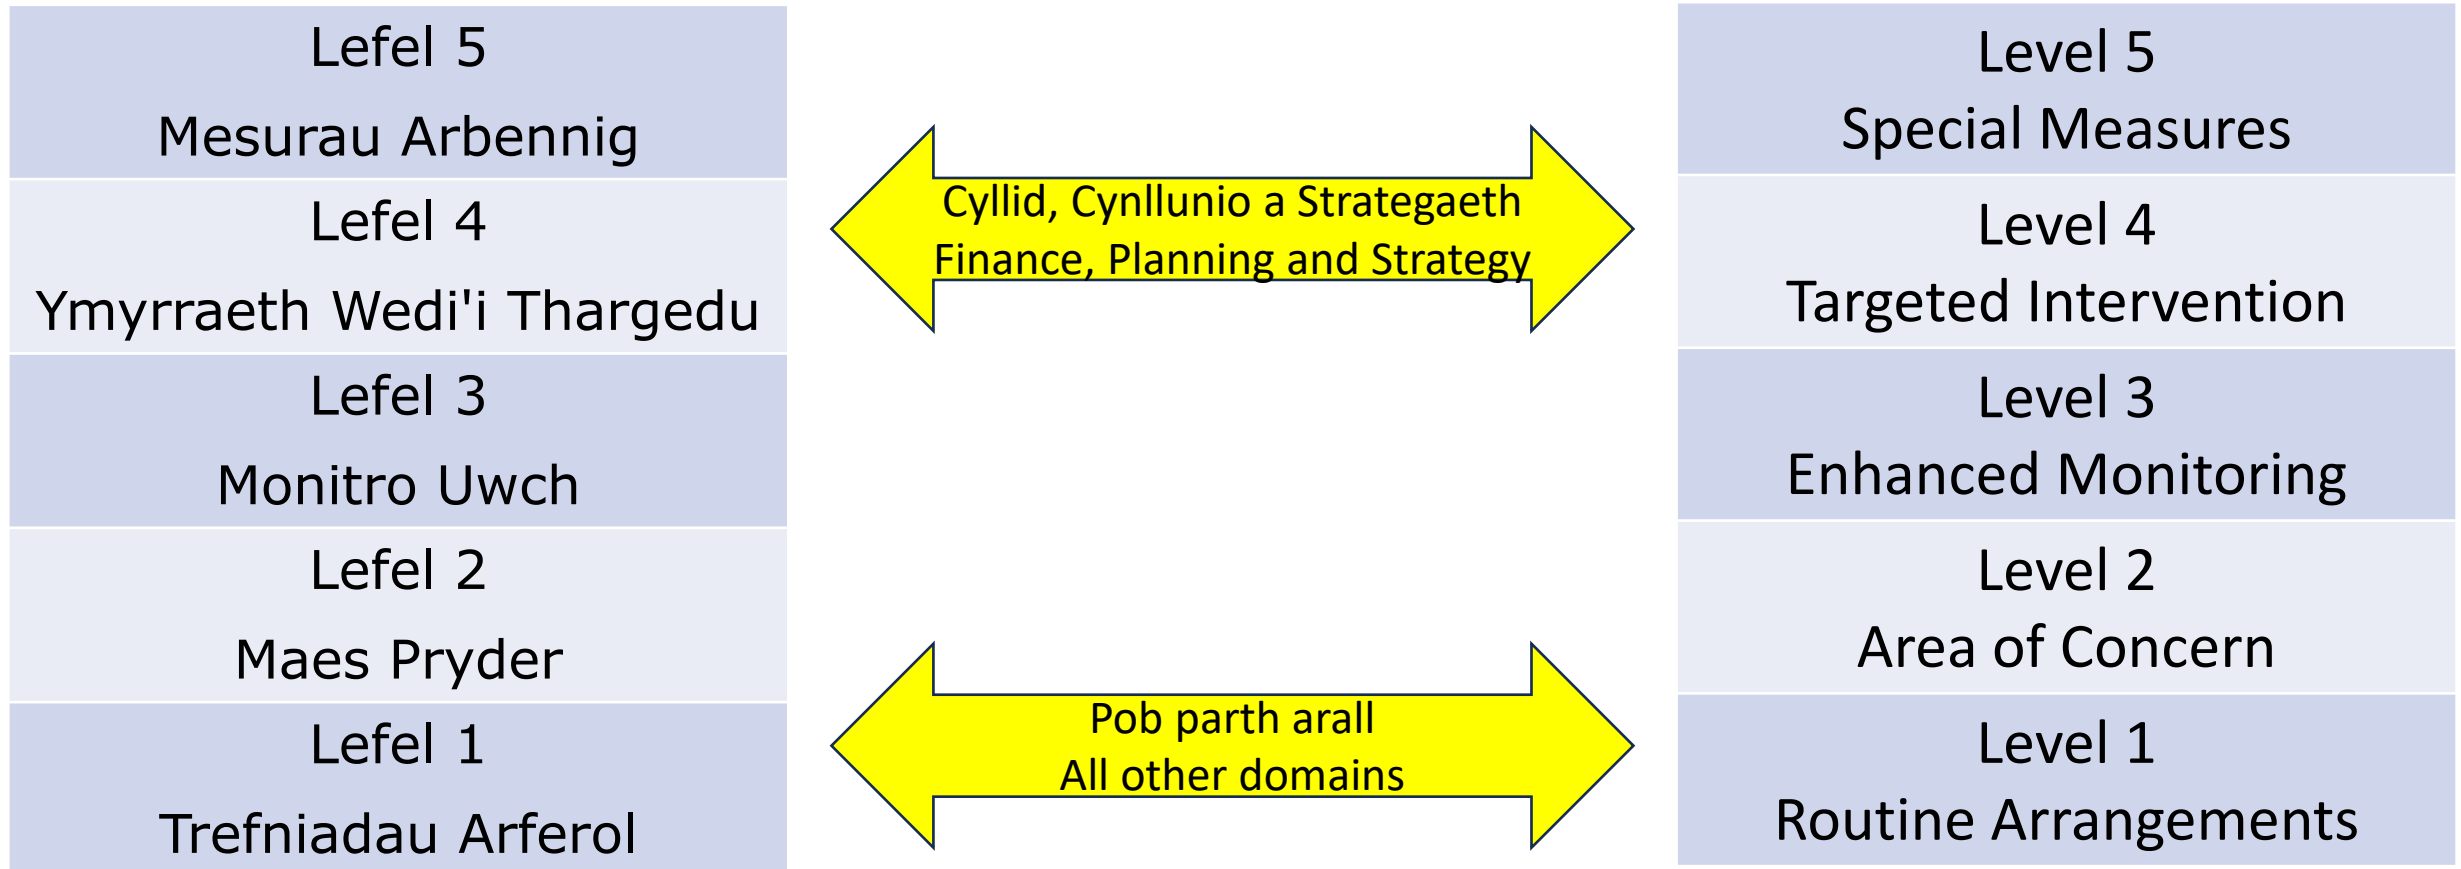 Lefel 5
Mesurau Arbennig
Lefel 4
Ymyrraeth Wedi'i Thargedu
Lefel 3
Monitro Uwch
Lefel 2
Maes Pryder
Lefel 1
Trefniadau Arferol
Cyllid, Cynllunio a Strategaeth
Finance, Planning and Strategy
Pob parth arall
All other domains
Level 5
Special Measures
Level 4
Targeted Intervention
Level 3
Enhanced Monitoring
Level 2
Area of Concern
Level 1
Routine Arrangements